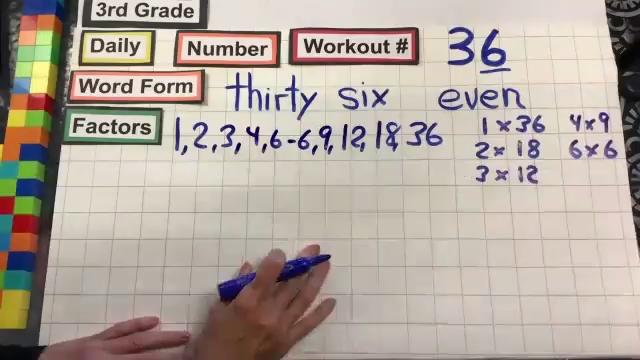 3rd Grade
Daily Number Workout # 36
Word Form thirty six even
Factors 1, 2, 3, 4, 6-6, 9, 12, 18, 36
1 × 36 4 × 9
2 × 18 6 × 6
3 × 12